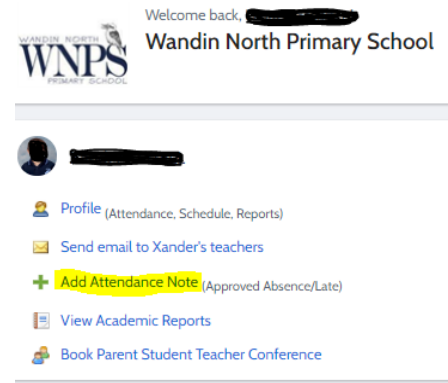 Welcome back,
WANDIN NORTH
WNPS
PRIMARY SCHOOL
Wandin North Primary School
Profile (Attendance, Schedule, Reports)
Send email to Xander's teachers
Add Attendance Note (Approved Absence/Late)
View Academic Reports
Book Parent Student Teacher Conference